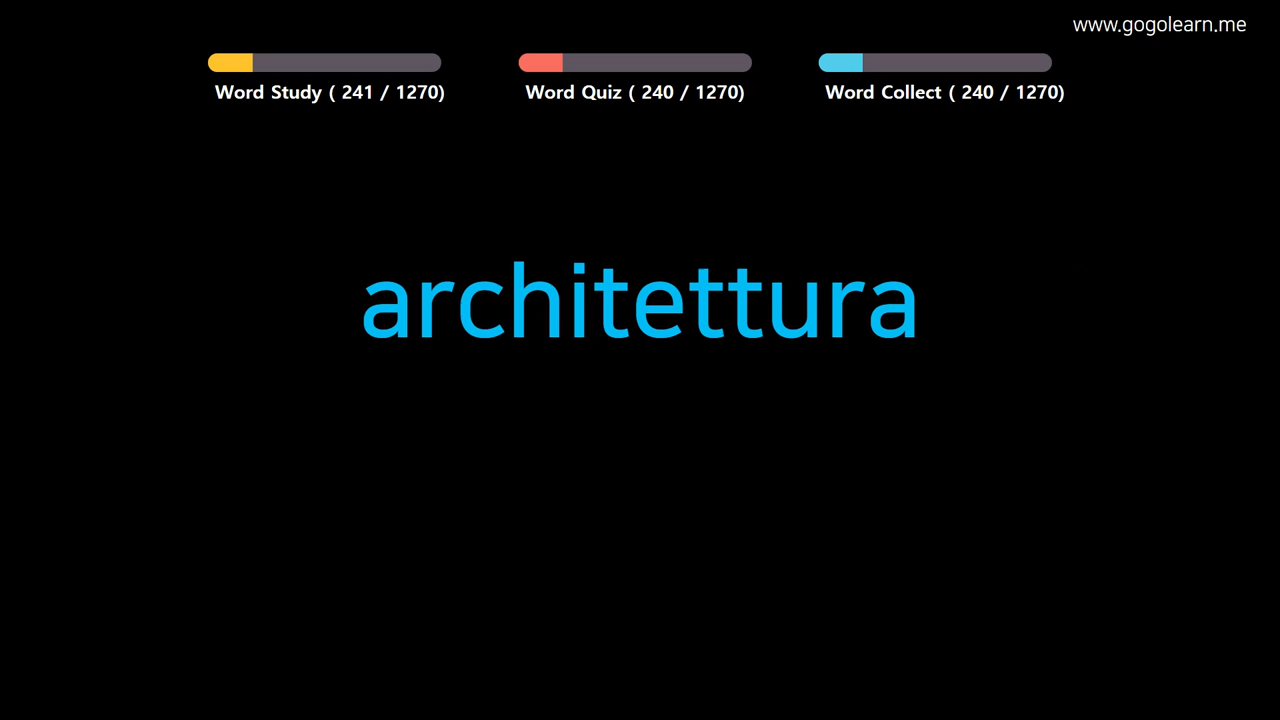 www.gogolearn.me
Word Study ( 241 / 1270)
Word Quiz ( 240 / 1270)
Word Collect ( 240 / 1270)
architettura